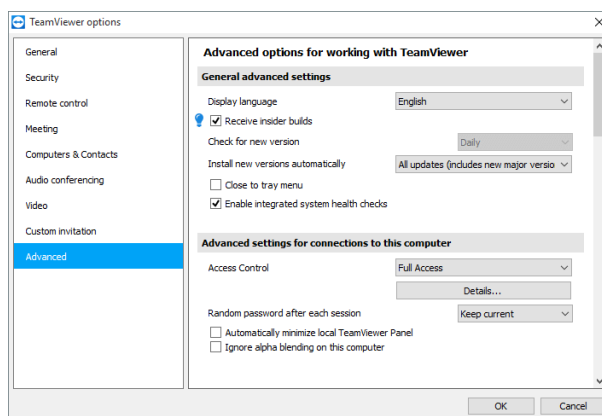 TeamViewer options
General
Security
Remote control
Meeting
Computers & Contacts
Audio conferencing
Video
Custom invitation
Advanced
Advanced options for working with TeamViewer
General advanced settings
Display language English
Receive insider builds
Check for new version Daily
Install new versions automatically All updates (includes new major versio
Close to tray menu
Enable integrated system health checks
Advanced settings for connections to this computer
Access Control Full Access
Details...
Random password after each session Keep current
Automatically minimize local TeamViewer Panel
Ignore alpha blending on this computer
OK Cancel